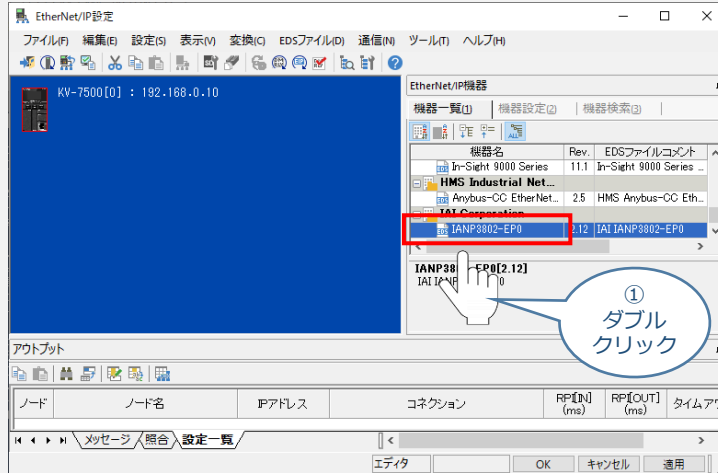 EtherNet/IP設定
ファイル(F) 編集(E) 設定(S) 表示(V) 変換(C) EDSファイル(D) 通信(N) ツール(T) ヘルプ(H)
KV-7500[0] : 192.168.0.10
EtherNet/IP機器
機器一覧(1) 機器設定(2) 機器検索(3)
機器名 Rev. EDSファイルコメント
In-Sight 9000 Series 11.1 In-Sight 9000 Series ...
HMS Industrial Net...
Anybus-CC EtherNet... 2.5 HMS Anybus-CC Eth...
IAI Corporation
IANP3802-EP0 2.12 IAI IANP3802-EP0
IANP3802-EP0[2.12]
①
ダブル
クリック
アウトプット
ノード ノード名 IPアドレス コネクション RPI[IN] (ms) RPI[OUT] (ms) タイムア
メッセージ 照合 設定一覧
エディタ OK キャンセル 適用